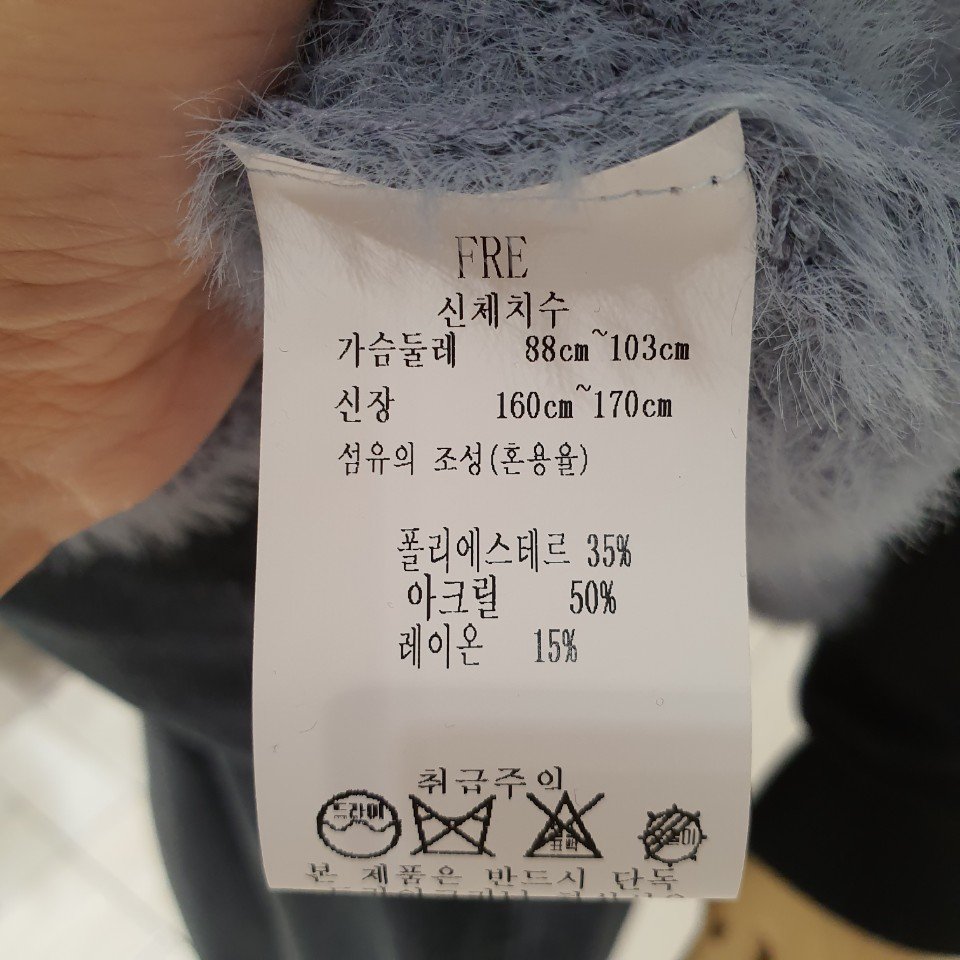 FRE
신체치수
가슴둘레 88cm~103cm
신장 160cm~170cm
섬유의 조성(혼용율)
폴리에스테르 35%
아크릴 50%
레이온 15%
취급주의
드라이
표백
본 제품은 반드시 단독